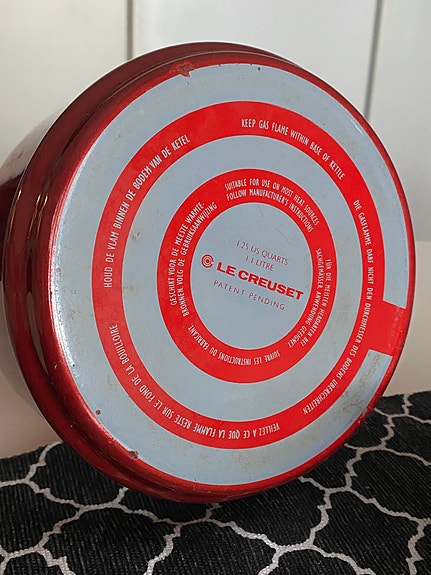 KEEP GAS FLAME WITHIN BASE OF KETTLE
DIE GASFLAMME DARF NICHT DEN DURCHMESSER DES BODENS ÜBERSCHREITEN
VEILLEZ A CE QUE LA FLAMME RESTE SUR LE FOND DE LA BOUILLOIRE
HOUD DE VLAM BINNEN DE BODEM VAN DE KETEL
SUITABLE FOR USE ON MOST HEAT SOURCES
FOLLOW MANUFACTURER'S INSTRUCTIONS
FÜR DIE MEISTEN HERDARTEN BEI
SACHGEMÄSSER ANWENDUNG GEEIGNET
SUIVRE LES INSTRUCTIONS DU FABRICANT
GESCHIKT VOOR DE MEESTE WARMTE-
BRONNEN. VOLG DE GEBRUIKSAANWIJZING
1.25 US QUARTS
1.1 LITRE
LE CREUSET
PATENT PENDING